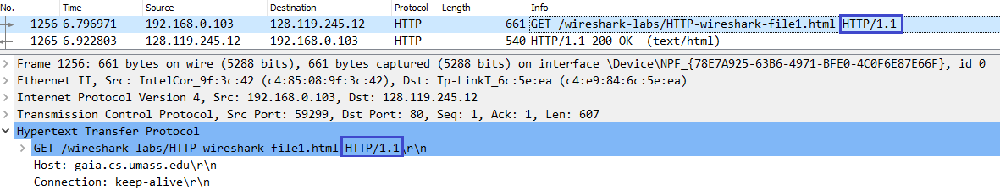 No. Time Source Destination Protocol Length Info
1256 6.796971 192.168.0.103 128.119.245.12 HTTP 661 GET /wireshark-labs/HTTP-wireshark-file1.html HTTP/1.1
1265 6.922803 128.119.245.12 192.168.0.103 HTTP 540 HTTP/1.1 200 OK (text/html)
Frame 1256: 661 bytes on wire (5288 bits), 661 bytes captured (5288 bits) on interface \Device\NPF_{78E7A925-63B6-4971-BFE0-4C0F6E87E66F}, id 0
Ethernet II, Src: IntelCor_9f:3c:42 (c4:85:08:9f:3c:42), Dst: Tp-LinkT_6c:5e:ea (c4:e9:84:6c:5e:ea)
Internet Protocol Version 4, Src: 192.168.0.103, Dst: 128.119.245.12
Transmission Control Protocol, Src Port: 59299, Dst Port: 80, Seq: 1, Ack: 1, Len: 607
Hypertext Transfer Protocol
GET /wireshark-labs/HTTP-wireshark-file1.html HTTP/1.1\r\n
Host: gaia.cs.umass.edu\r\n
Connection: keep-alive\r\n